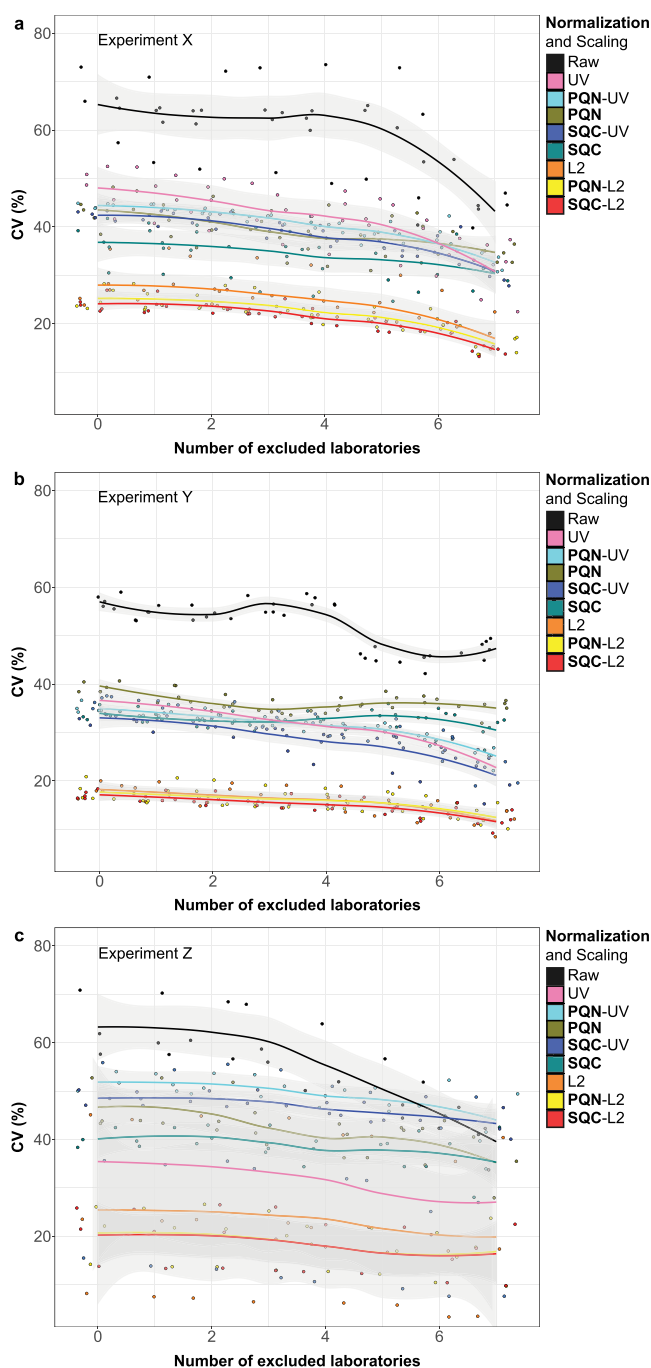 a
Experiment X
80
60
40
20
CV (%)
0
2
4
6
Number of excluded laboratories
Normalization
and Scaling
Raw
UV
PQN-UV
PQN
SQC-UV
SQC
L2
PQN-L2
SQC-L2
b
Experiment Y
80
60
40
20
CV (%)
0
2
4
6
Number of excluded laboratories
Normalization
and Scaling
Raw
UV
PQN-UV
PQN
SQC-UV
SQC
L2
PQN-L2
SQC-L2
c
Experiment Z
80
60
40
20
CV (%)
0
2
4
6
Number of excluded laboratories
Normalization
and Scaling
Raw
UV
PQN-UV
PQN
SQC-UV
SQC
L2
PQN-L2
SQC-L2